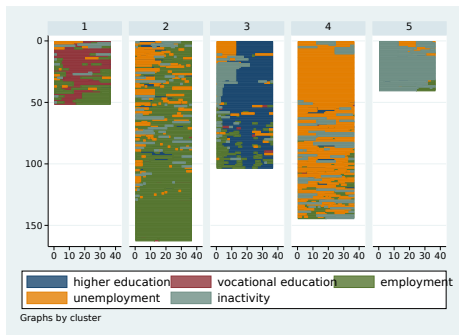 1 2 3 4 5
0
50
100
150
0 10 20 30 40 0 10 20 30 40 0 10 20 30 40 0 10 20 30 40 0 10 20 30 40
higher education vocational education employment
unemployment inactivity
Graphs by cluster